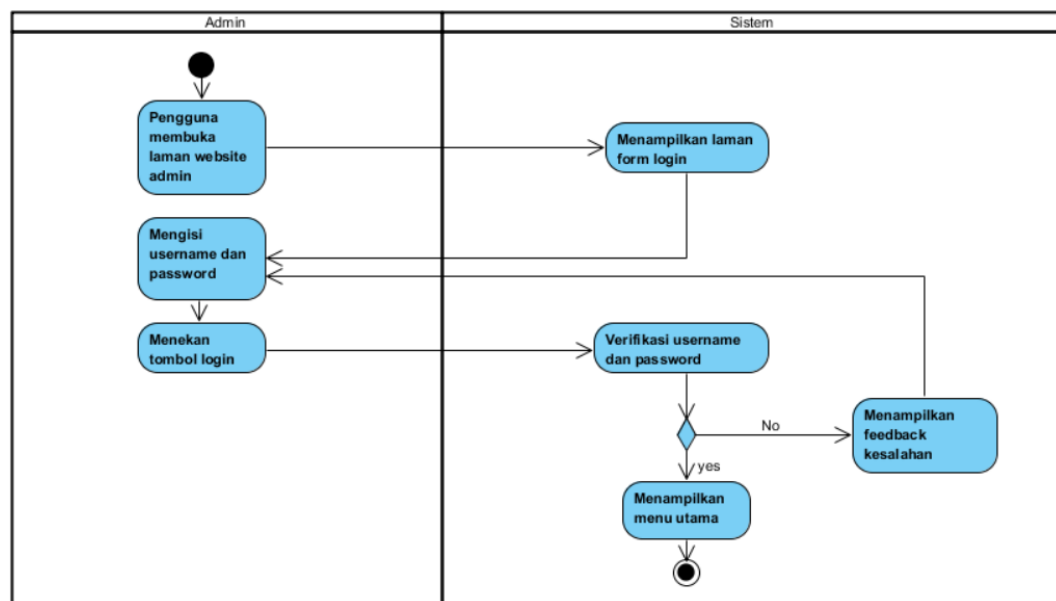 Admin
Sistem
Pengguna
membuka
laman website
admin
Menampilkan laman
form login
Mengisi
username dan
password
Menekan
tombol login
Verifikasi username
dan password
No
Menampilkan
feedback
kesalahan
yes
Menampilkan
menu utama